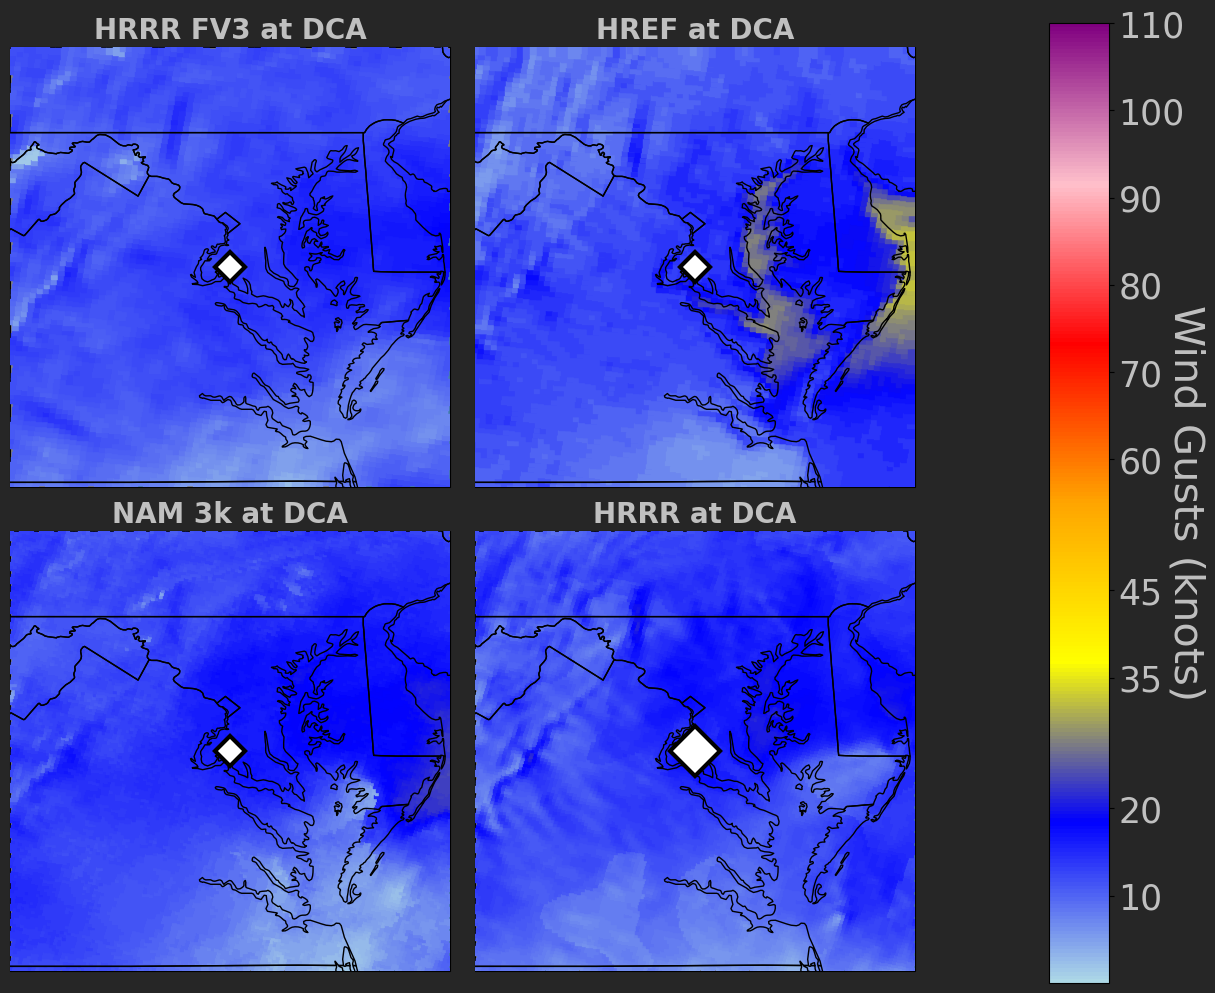 HRRR FV3 at DCA
HREF at DCA
NAM 3k at DCA
HRRR at DCA
110
100
90
80
70
60
45
35
20
10
Wind Gusts (knots)